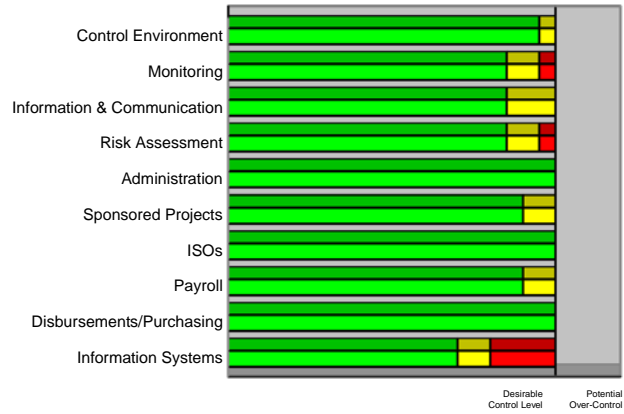 Control Environment
Monitoring
Information & Communication
Risk Assessment
Administration
Sponsored Projects
ISOs
Payroll
Disbursements/Purchasing
Information Systems
Desirable Potential
Control Level Over-Control